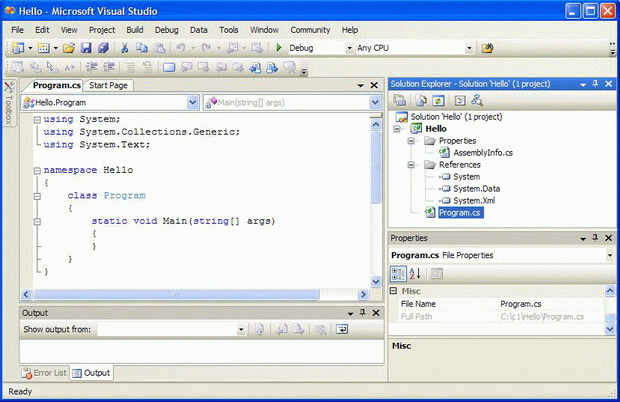 Hello - Microsoft Visual Studio
File Edit View Project Build Debug Data Tools Window Community Help
Debug Any CPU
Toolbox
Program.cs Start Page
Hello.Program Main(string[] args)
using System;
using System.Collections.Generic;
using System.Text;
namespace Hello
{
class Program
{
static void Main(string[] args)
{
}
}
}
Solution Explorer - Solution 'Hello' (1 project)
Solution 'Hello' (1 project)
Hello
Properties
AssemblyInfo.cs
References
System
System.Data
System.Xml
Program.cs
Properties
Program.cs File Properties
Misc
File Name Program.cs
Full Path C:\c1\Hello\Program.cs
Misc
Output
Show output from:
Error List Output
Ready